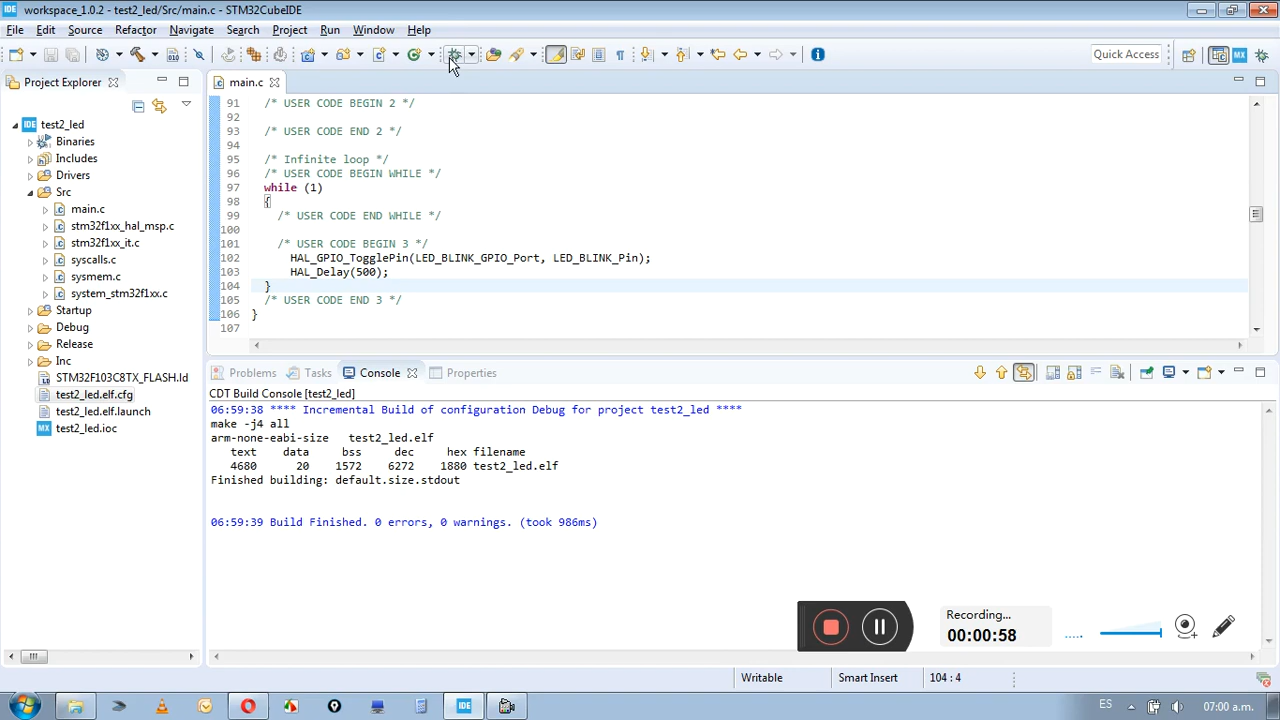 workspace_1.0.2 - test2_led/Src/main.c - STM32CubeIDE
File Edit Source Refactor Navigate Search Project Run Window Help
Quick Access
Project Explorer
main.c
test2_led
Binaries
Includes
Drivers
Src
main.c
stm32f1xx_hal_msp.c
stm32f1xx_it.c
syscalls.c
sysmem.c
system_stm32f1xx.c
Startup
Debug
Release
Inc
STM32F103C8TX_FLASH.ld
test2_led.elf.cfg
test2_led.elf.launch
test2_led.ioc
91 /* USER CODE BEGIN 2 */
92
93 /* USER CODE END 2 */
94
95 /* Infinite loop */
96 /* USER CODE BEGIN WHILE */
97 while (1)
98 {
99 /* USER CODE END WHILE */
100
101 /* USER CODE BEGIN 3 */
102 HAL_GPIO_TogglePin(LED_BLINK_GPIO_Port, LED_BLINK_Pin);
103 HAL_Delay(500);
104 }
105 /* USER CODE END 3 */
106 }
107
Problems Tasks Console Properties
CDT Build Console [test2_led]
06:59:38 **** Incremental Build of configuration Debug for project test2_led ****
make -j4 all
arm-none-eabi-size test2_led.elf
text data bss dec hex filename
4680 20 1572 6272 1880 test2_led.elf
Finished building: default.size.stdout
06:59:39 Build Finished. 0 errors, 0 warnings. (took 986ms)
Recording...
00:00:58
Writable Smart Insert 104 : 4
IDE
ES 07:00 a.m.